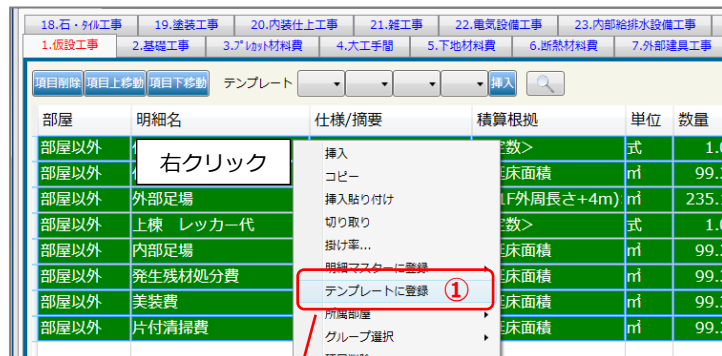 18.石・ﾀｲﾙ工事 19.塗装工事 20.内装仕上工事 21.雑工事 22.電気設備工事 23.内部給排水設備工事
1.仮設工事 2.基礎工事 3.ﾌﾟﾚｶｯﾄ材料費 4.大工手間 5.下地材料費 6.断熱材料費 7.外部建具工事
項目削除 項目上移動 項目下移動 テンプレート 挿入
部屋 明細名 仕様/摘要 積算根拠 単位 数量
部屋以外 数> 式 1.
部屋以外 床面積 ㎡ 99.
部屋以外 外部足場 1F外周長さ+4m) ㎡ 235.
部屋以外 上棟 レッカー代 数> 式 1.
部屋以外 内部足場 床面積 ㎡ 99.
部屋以外 発生残材処分費 床面積 ㎡ 99.
部屋以外 美装費 床面積 ㎡ 99.
部屋以外 片付清掃費 床面積 ㎡ 99.
右クリック
挿入
コピー
挿入貼り付け
切り取り
掛け率...
明細マスターに登録
テンプレートに登録 ①
所属部屋
グループ選択